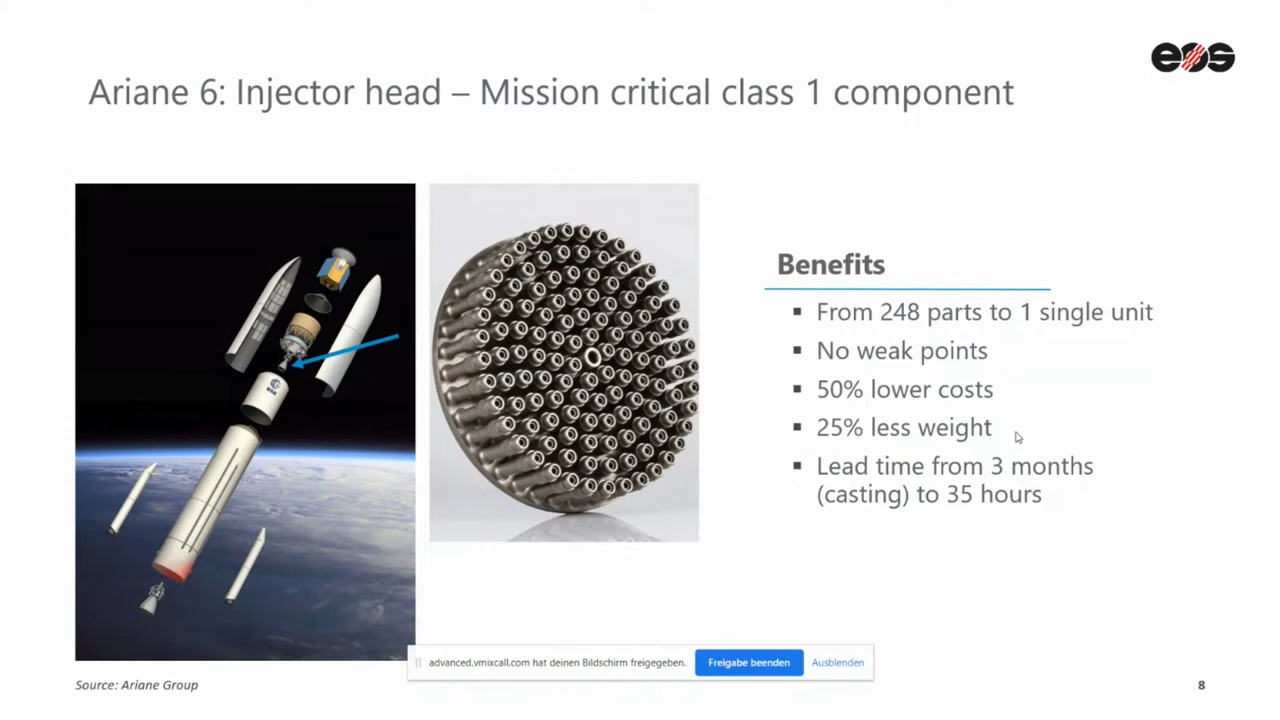 eos
Ariane 6: Injector head – Mission critical class 1 component
esa
Benefits
▪ From 248 parts to 1 single unit
▪ No weak points
▪ 50% lower costs
▪ 25% less weight
▪ Lead time from 3 months
(casting) to 35 hours
advanced.vmixcall.com hat deinen Bildschirm freigegeben.
Freigabe beenden
Ausblenden
Source: Ariane Group
8